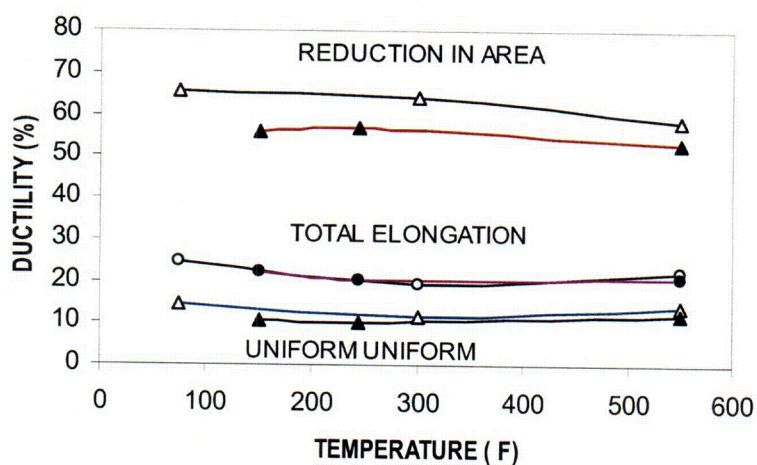 80
70
60
50
40
30
20
10
0
DUCTILITY (%)
REDUCTION IN AREA
TOTAL ELONGATION
UNIFORM UNIFORM
0 100 200 300 400 500 600
TEMPERATURE ( F)